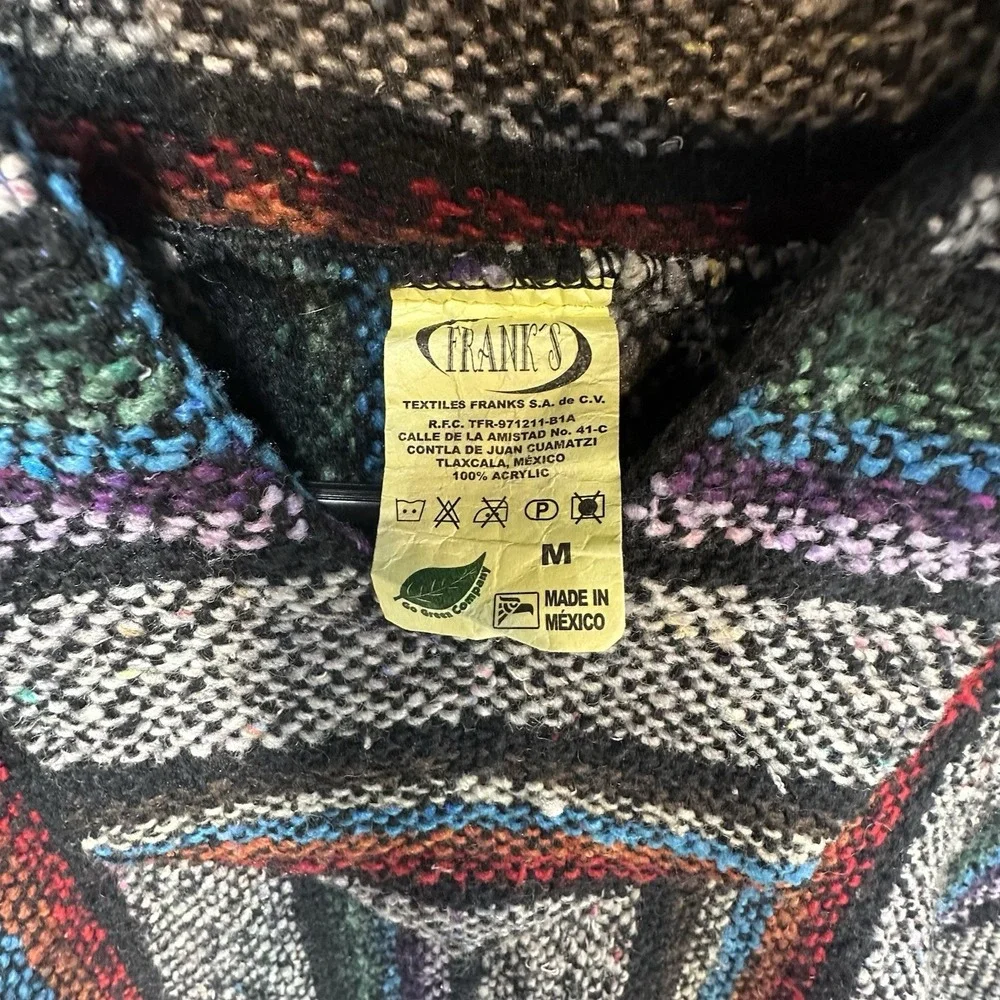 FRANK´S
TEXTILES FRANKS S.A. de C.V.
R.F.C. TFR-971211-B1A
CALLE DE LA AMISTAD No. 41-C
CONTLA DE JUAN CUAMATZI
TLAXCALA, MÉXICO
100% ACRYLIC
P
M
Go Green Company
MADE IN
MÉXICO